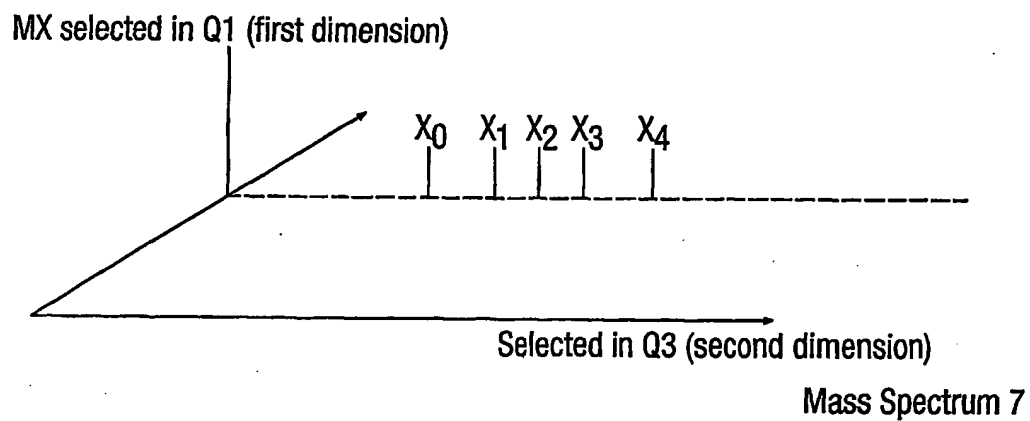 MX selected in Q1 (first dimension)
X0 X1 X2 X3 X4
Selected in Q3 (second dimension)
Mass Spectrum 7